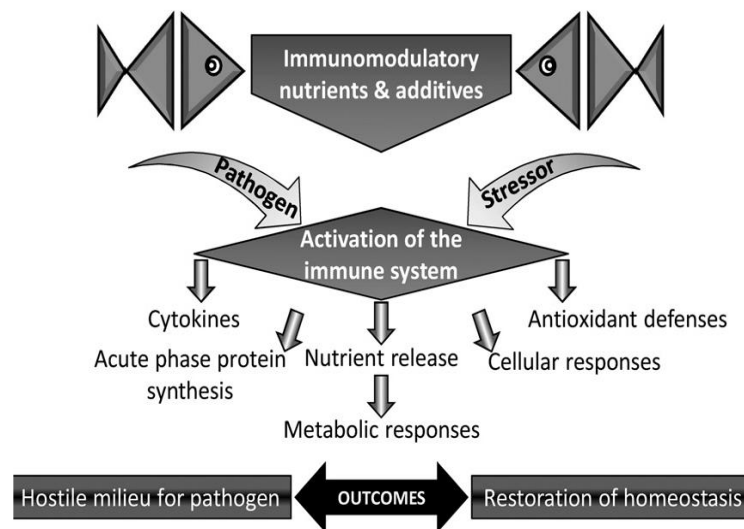 Immunomodulatory
nutrients & additives
Pathogen
Stressor
Activation of the
immune system
Cytokines
Antioxidant defenses
Acute phase protein
synthesis
Nutrient release
Cellular responses
Metabolic responses
Hostile milieu for pathogen
OUTCOMES
Restoration of homeostasis